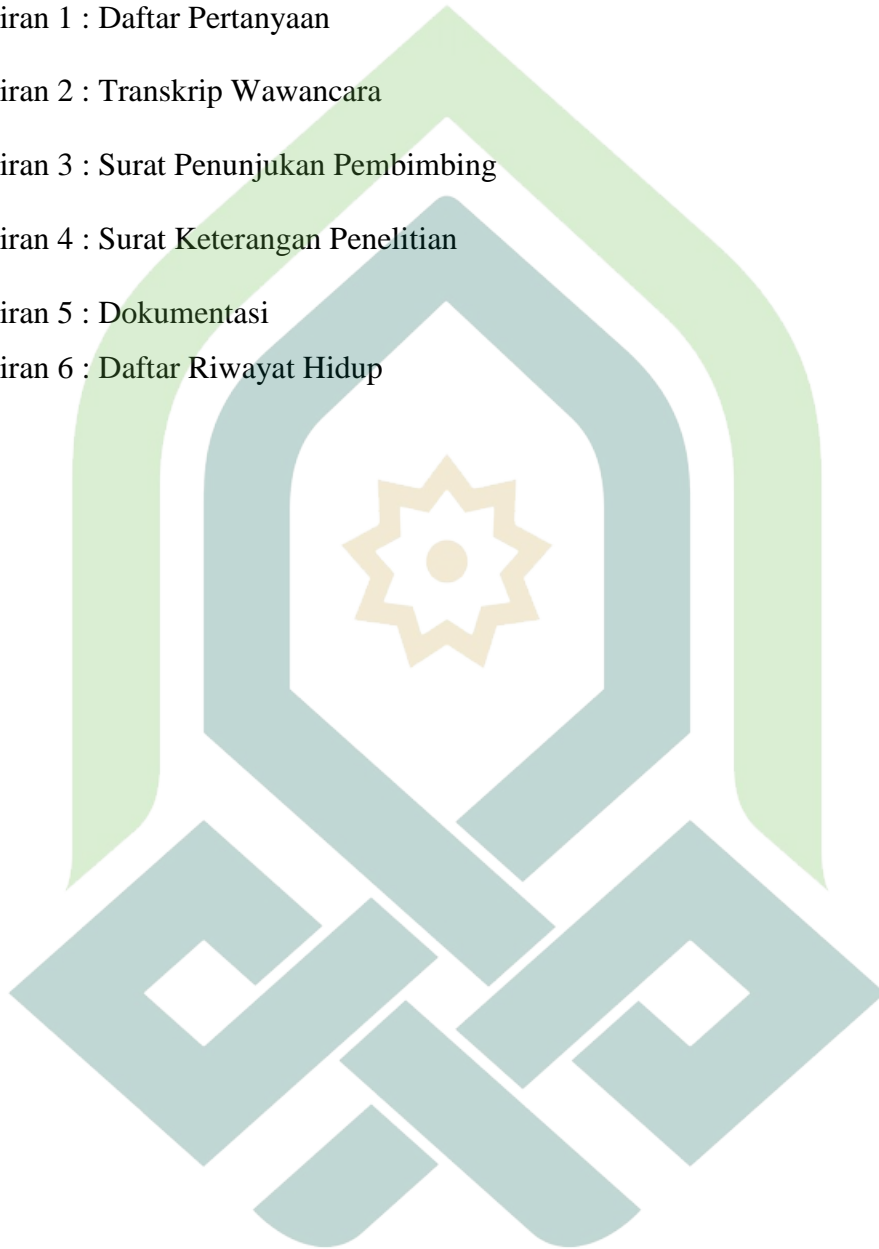 iran 1 : Daftar Pertanyaan
iran 2 : Transkrip Wawancara
iran 3 : Surat Penunjukan Pembimbing
iran 4 : Surat Keterangan Penelitian
iran 5 : Dokumentasi
iran 6 : Daftar Riwayat Hidup